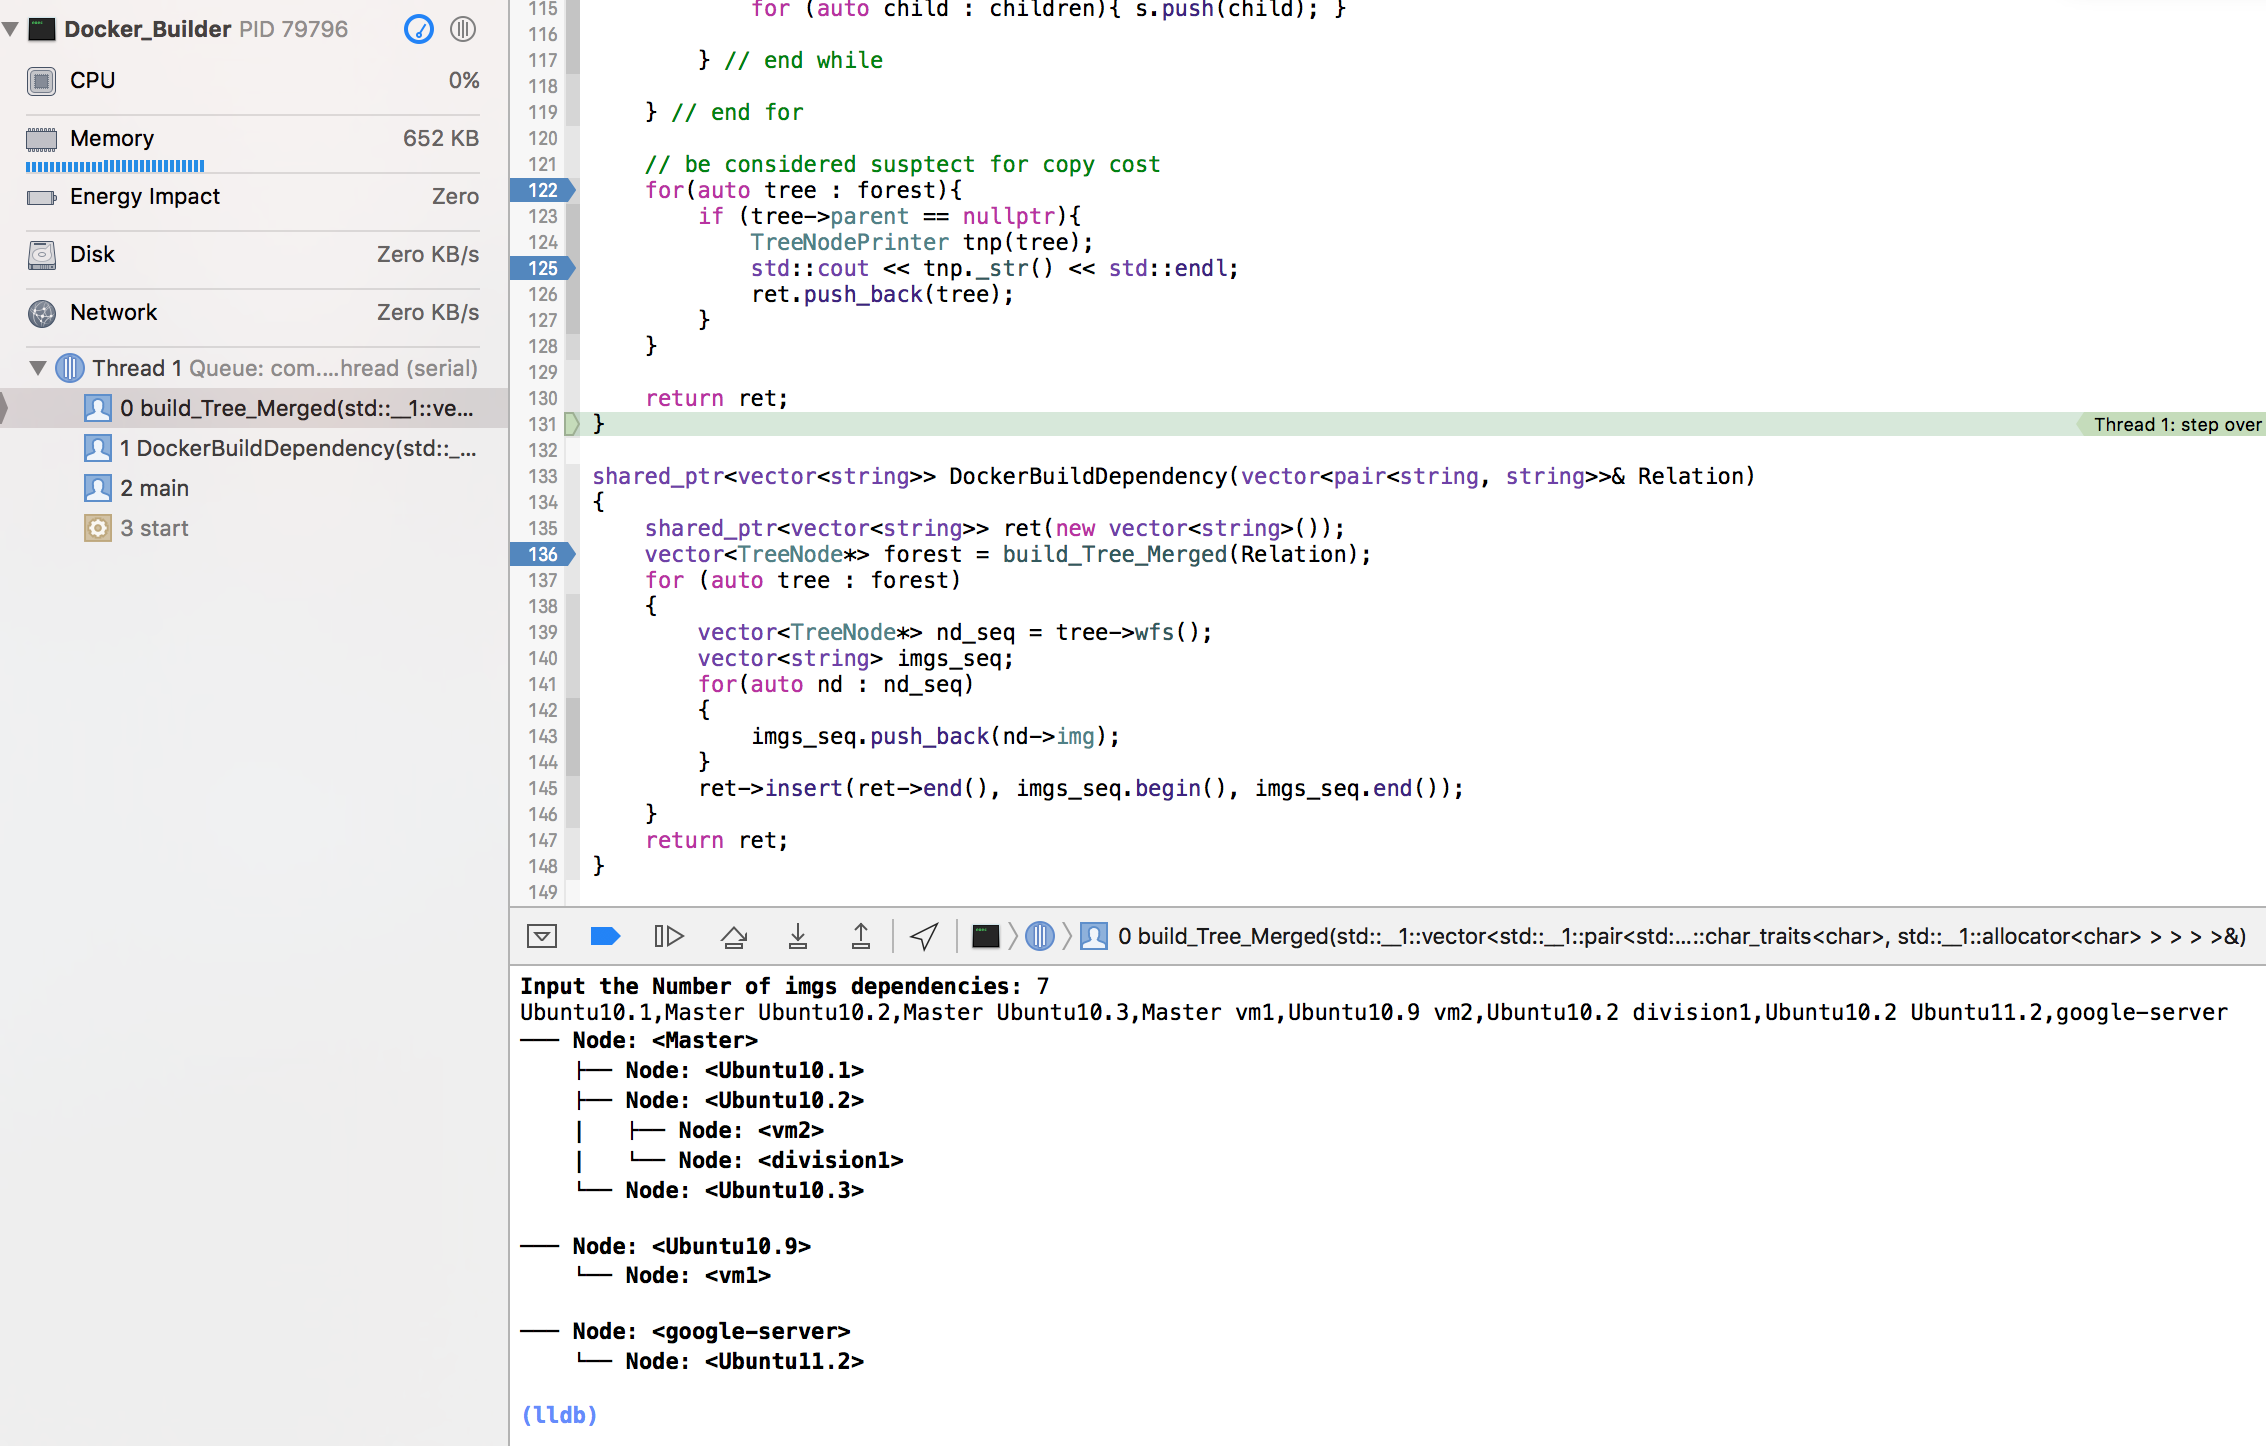 Docker_Builder PID 79796
CPU 0%
Memory 652 KB
Energy Impact Zero
Disk Zero KB/s
Network Zero KB/s
Thread 1 Queue: com....hread (serial)
0 build_Tree_Merged(std::__1::ve...
1 DockerBuildDependency(std::_...
2 main
3 start
115 for (auto child : children){ s.push(child); }
116
117 } // end while
118
119 } // end for
120
121 // be considered susptect for copy cost
122 for(auto tree : forest){
123 if (tree->parent == nullptr){
124 TreeNodePrinter tnp(tree);
125 std::cout << tnp._str() << std::endl;
126 ret.push_back(tree);
127 }
128 }
129
130 return ret;
131 } Thread 1: step over
132
133 shared_ptr<vector<string>> DockerBuildDependency(vector<pair<string, string>>& Relation)
134 {
135 shared_ptr<vector<string>> ret(new vector<string>());
136 vector<TreeNode*> forest = build_Tree_Merged(Relation);
137 for (auto tree : forest)
138 {
139 vector<TreeNode*> nd_seq = tree->wfs();
140 vector<string> imgs_seq;
141 for(auto nd : nd_seq)
142 {
143 imgs_seq.push_back(nd->img);
144 }
145 ret->insert(ret->end(), imgs_seq.begin(), imgs_seq.end());
146 }
147 return ret;
148 }
149
0 build_Tree_Merged(std::__1::vector<std::__1::pair<std:...::char_traits<char>, std::__1::allocator<char> > > > >&)
Input the Number of imgs dependencies: 7
Ubuntu10.1,Master Ubuntu10.2,Master Ubuntu10.3,Master vm1,Ubuntu10.9 vm2,Ubuntu10.2 division1,Ubuntu10.2 Ubuntu11.2,google-server
─── Node: <Master>
├── Node: <Ubuntu10.1>
├── Node: <Ubuntu10.2>
| ├── Node: <vm2>
| └── Node: <division1>
└── Node: <Ubuntu10.3>
─── Node: <Ubuntu10.9>
└── Node: <vm1>
─── Node: <google-server>
└── Node: <Ubuntu11.2>
(lldb)